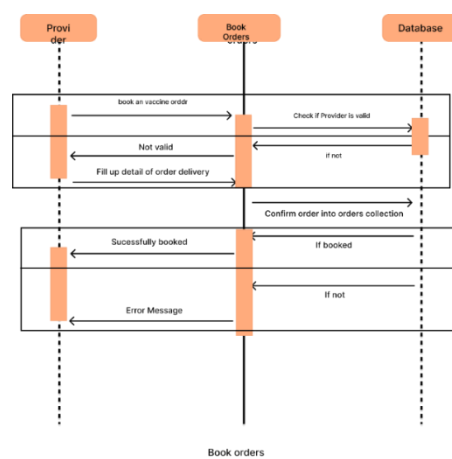 Provi
der
Book
Orders
orders
Database
book an vaccine orddr
Check if Provider is valid
Not valid
if not
Fill up detail of order delivery
Confirm order into orders collection
Sucessfully booked
If booked
If not
Error Message
Book orders